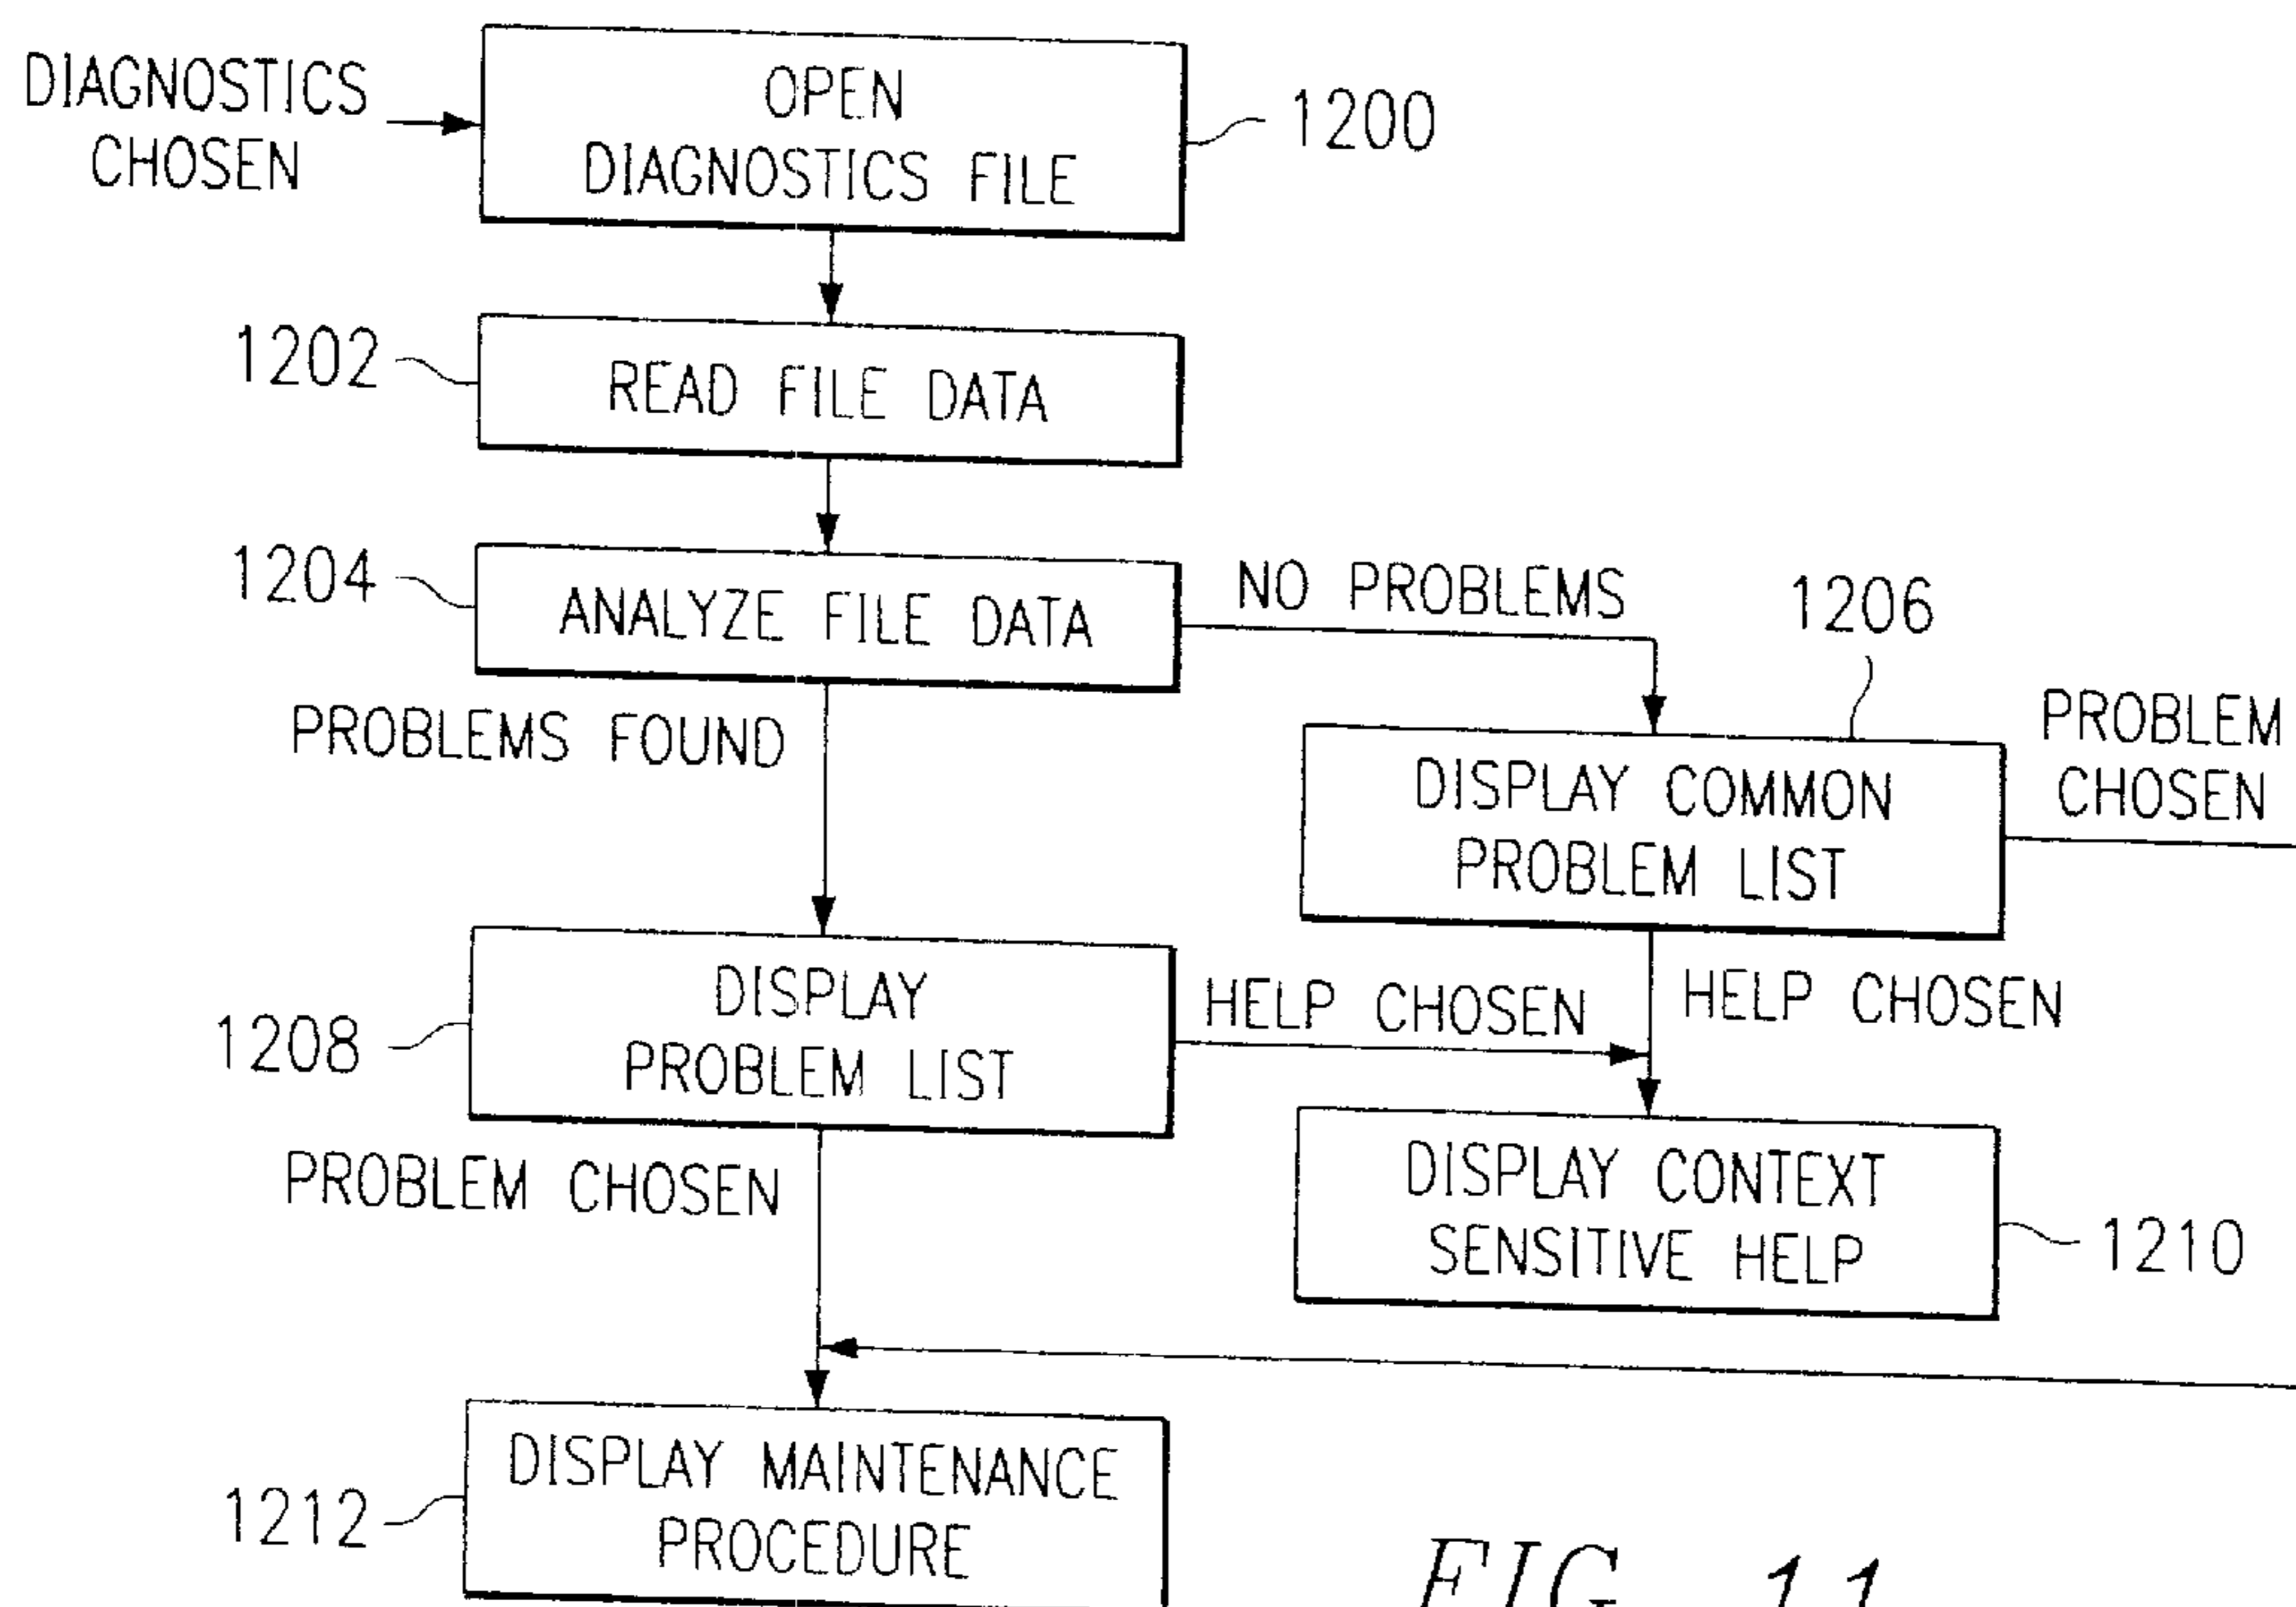 DIAGNOSTICS
CHOSEN
OPEN
DIAGNOSTICS FILE
1200
1202
READ FILE DATA
1204
ANALYZE FILE DATA
NO PROBLEMS
1206
PROBLEMS FOUND
DISPLAY COMMON
PROBLEM LIST
PROBLEM
CHOSEN
1208
DISPLAY
PROBLEM LIST
HELP CHOSEN
HELP CHOSEN
PROBLEM CHOSEN
DISPLAY CONTEXT
SENSITIVE HELP
1210
1212
DISPLAY MAINTENANCE
PROCEDURE
FIG. 11